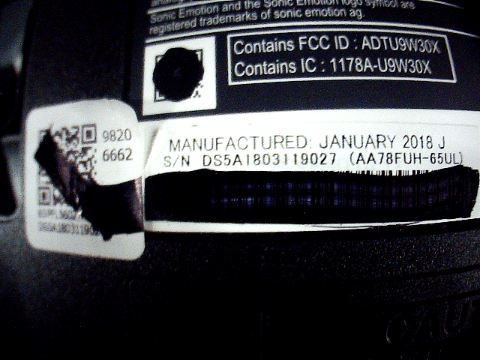 Sonic Emotion and the Sonic Emotion logo symbol are
registered trademarks of sonic emotion ag.
Contains FCC ID : ADTU9W30X
Contains IC : 1178A-U9W30X
9820
6662
MANUFACTURED: JANUARY 2018 J
S/N DS5A1803119027 (AA78FUH-65UL)